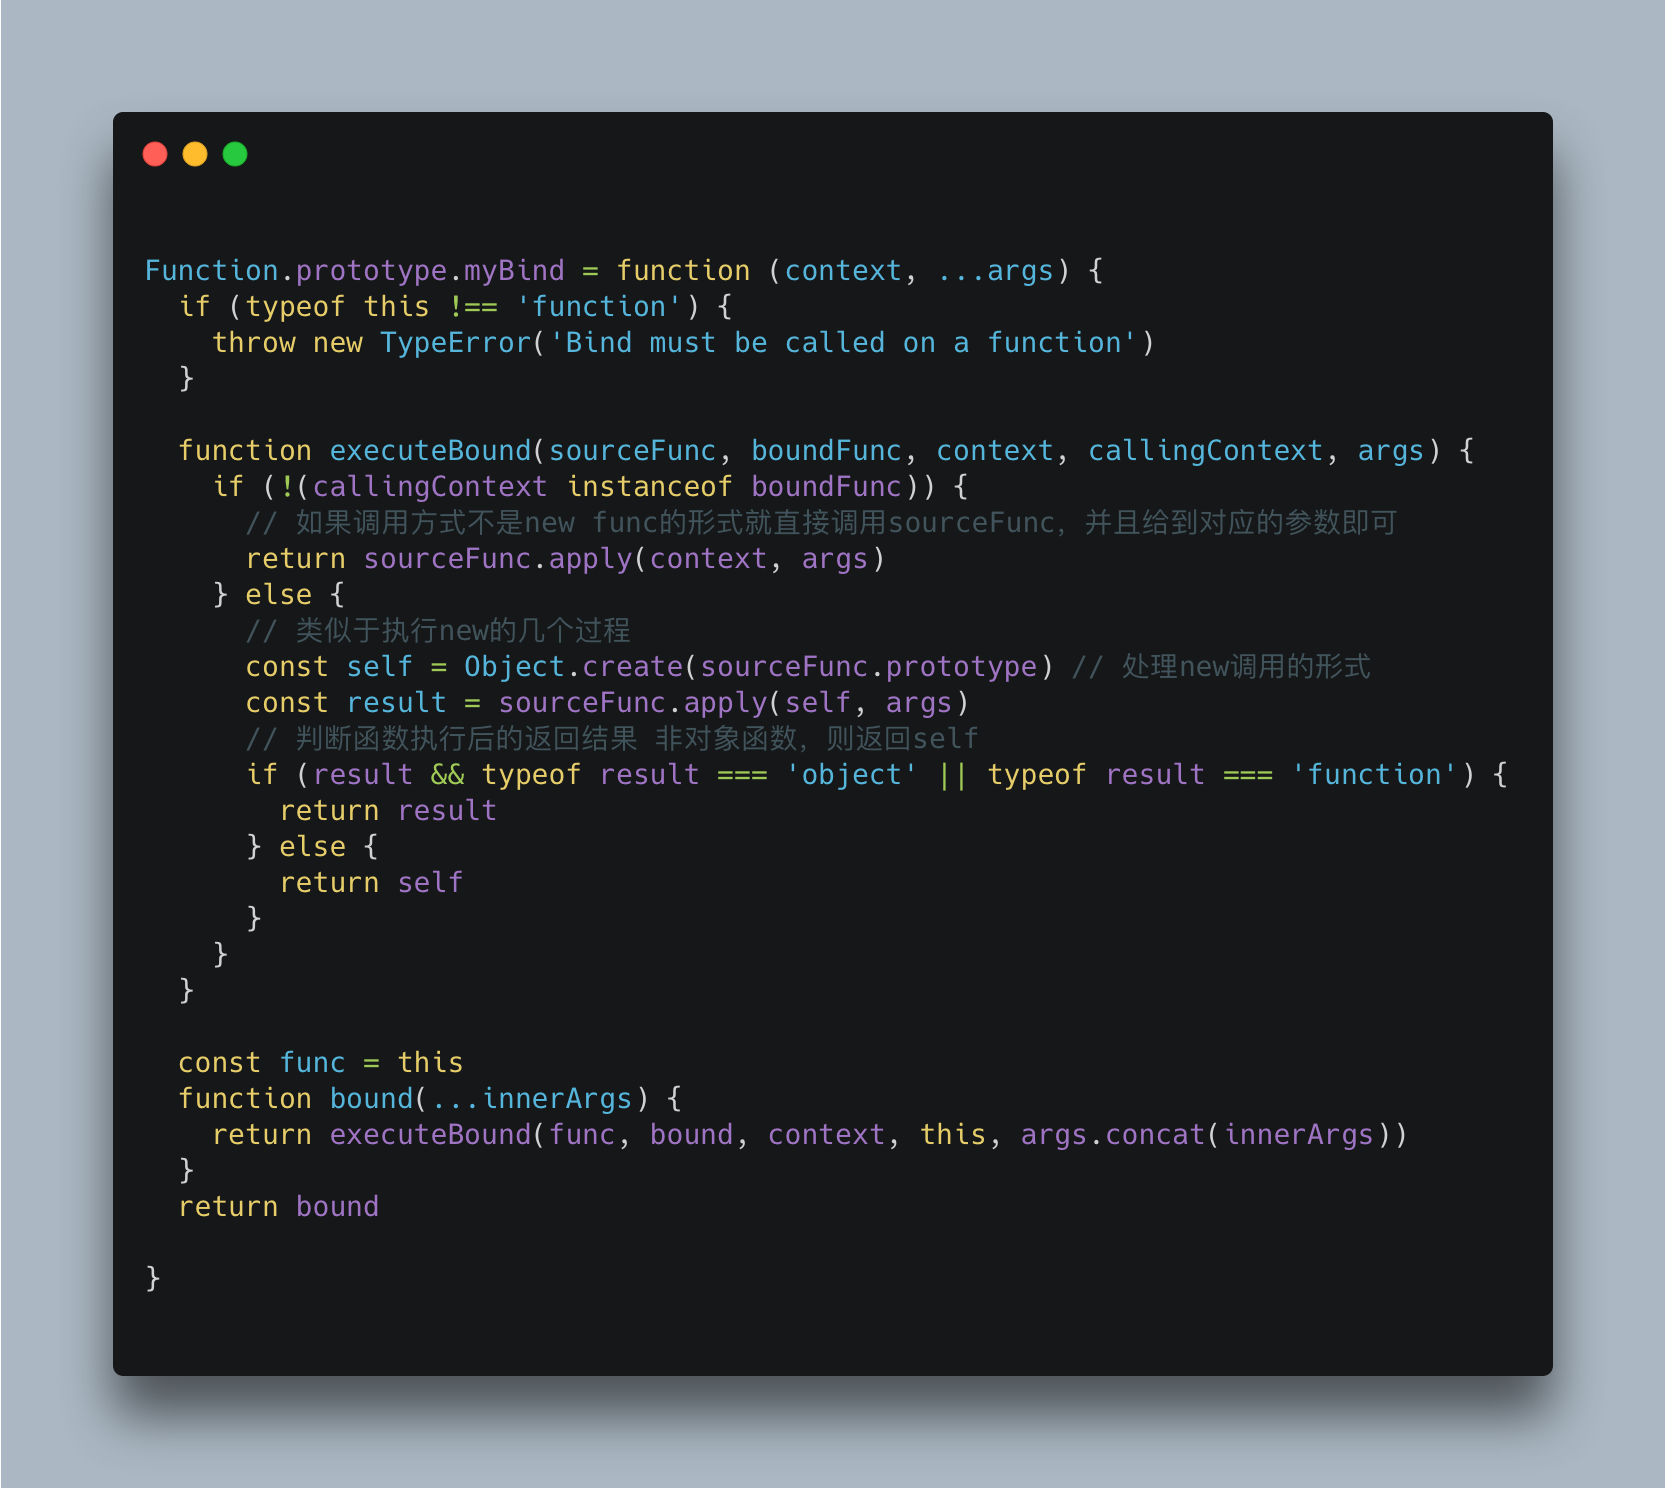 Function.prototype.myBind = function (context, ...args) {
  if (typeof this !== 'function') {
    throw new TypeError('Bind must be called on a function')
  }

  function executeBound(sourceFunc, boundFunc, context, callingContext, args) {
    if (!(callingContext instanceof boundFunc)) {
      // 如果调用方式不是new func的形式就直接调用sourceFunc，并且给到对应的参数即可
      return sourceFunc.apply(context, args)
    } else {
      // 类似于执行new的几个过程
      const self = Object.create(sourceFunc.prototype) // 处理new调用的形式
      const result = sourceFunc.apply(self, args)
      // 判断函数执行后的返回结果 非对象函数，则返回self
      if (result && typeof result === 'object' || typeof result === 'function') {
        return result
      } else {
        return self
      }
    }
  }

  const func = this
  function bound(...innerArgs) {
    return executeBound(func, bound, context, this, args.concat(innerArgs))
  }
  return bound

}